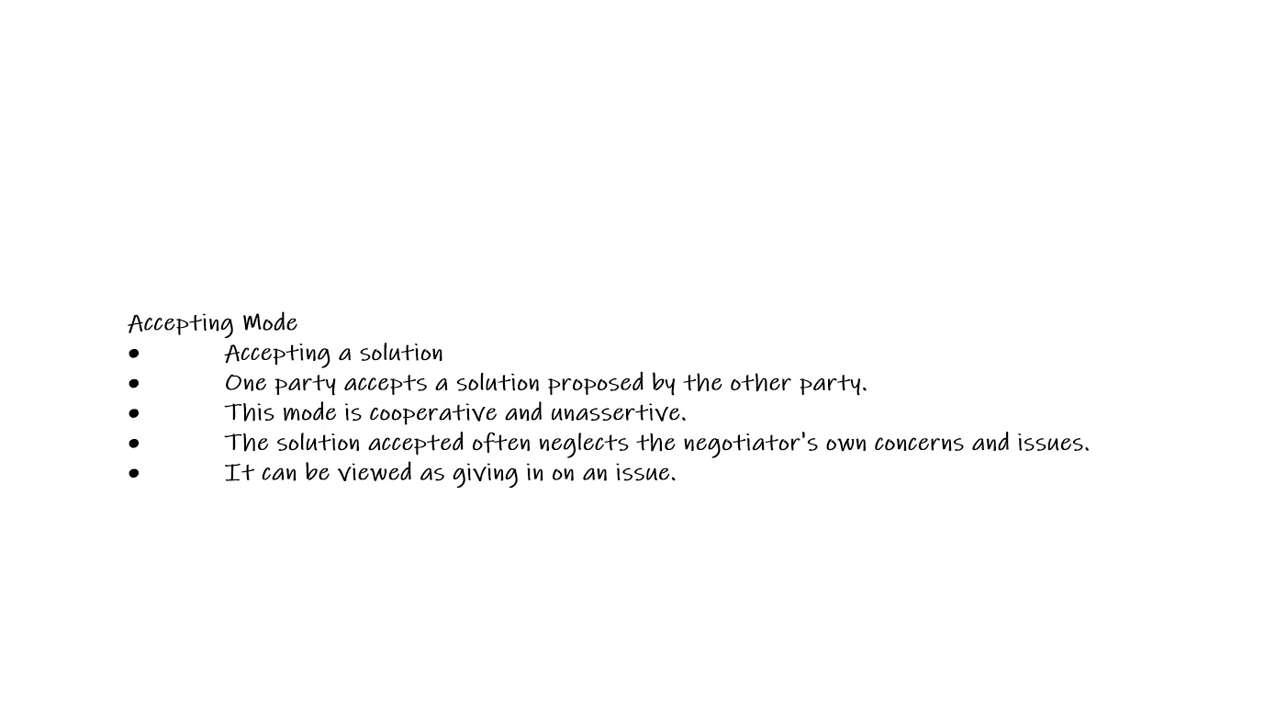 Accepting Mode
• Accepting a solution
• One party accepts a solution proposed by the other party.
• This mode is cooperative and unassertive.
• The solution accepted often neglects the negotiator's own concerns and issues.
• It can be viewed as giving in on an issue.